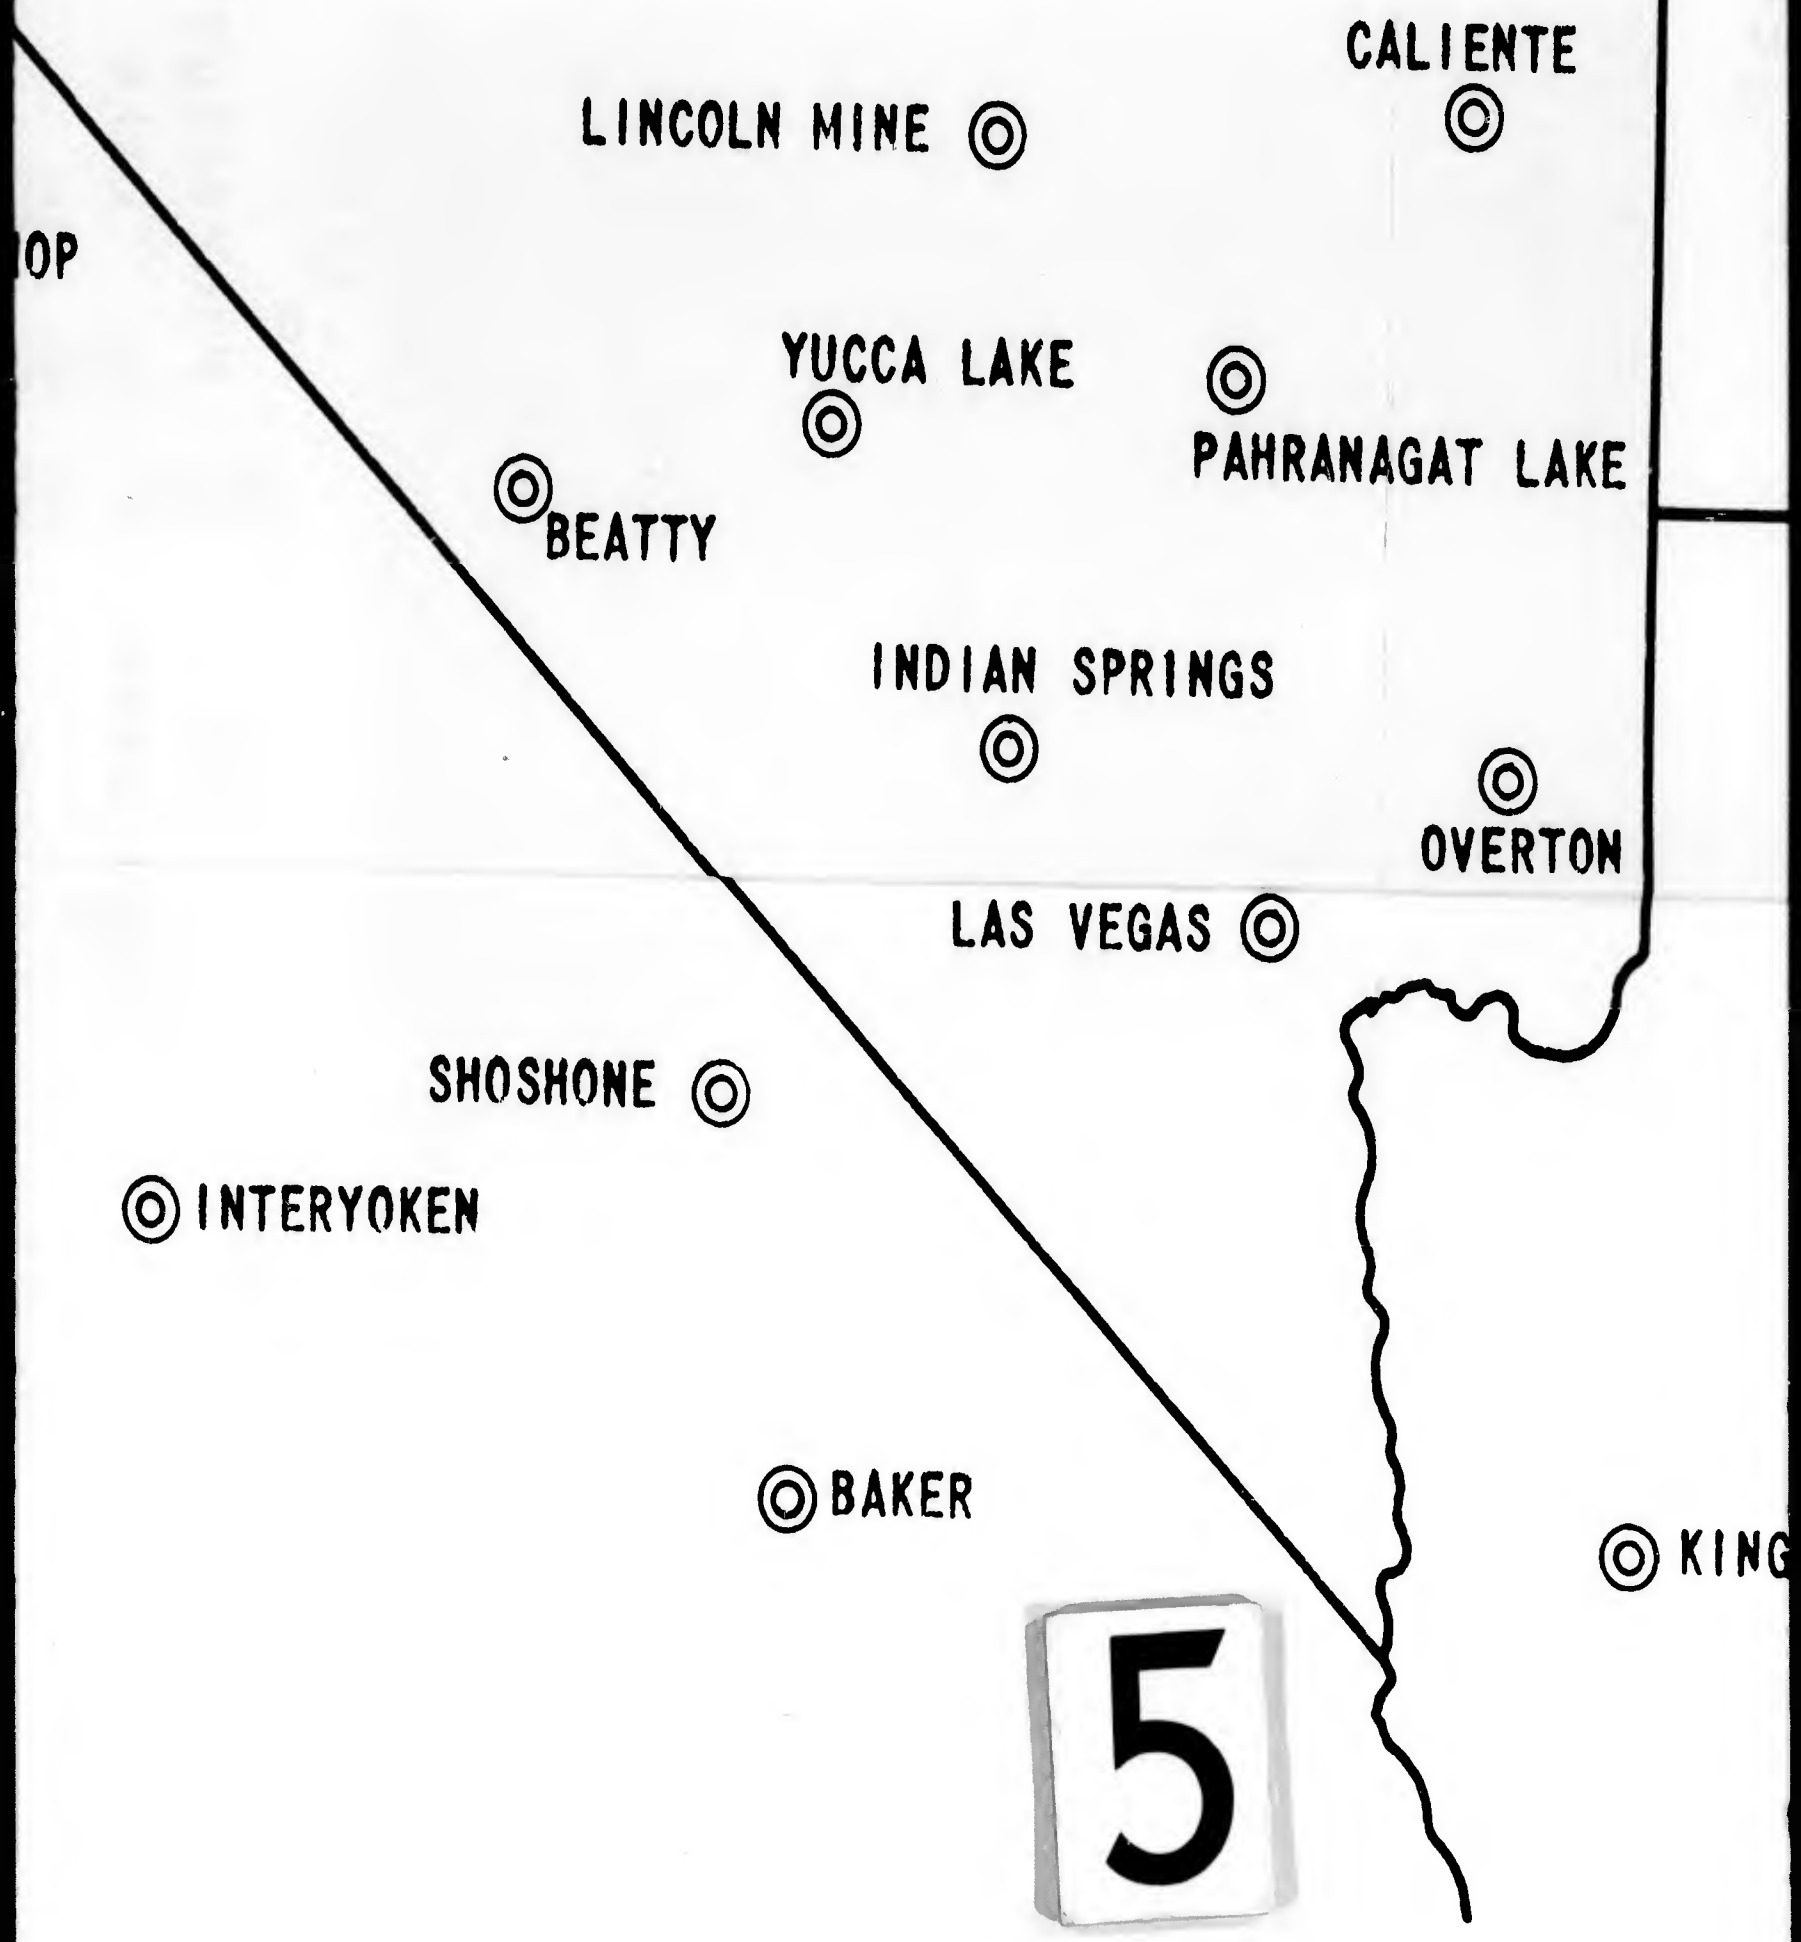 CALIENTE
LINCOLN MINE
OP
YUCCA LAKE
PAHRANAGAT LAKE
BEATTY
INDIAN SPRINGS
OVERTON
LAS VEGAS
SHOSHONE
INTERYOKEN
BAKER
KING
5